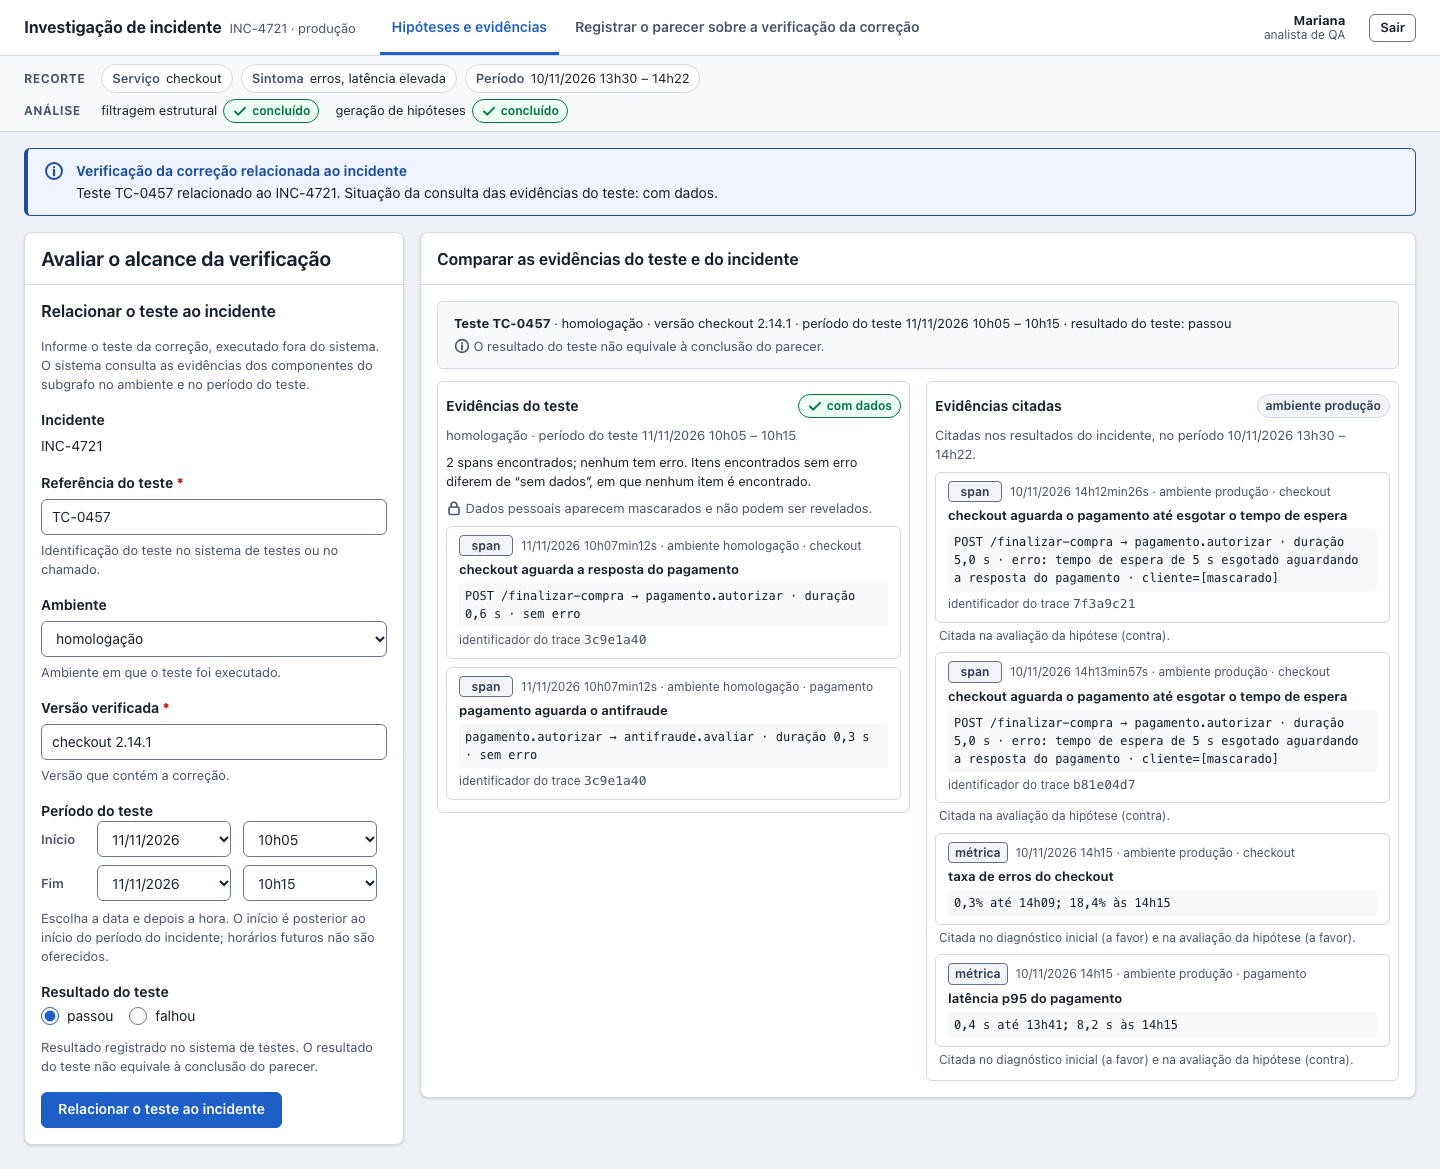 Investigação de incidente INC-4721 · produção
Hipóteses e evidências
Registrar o parecer sobre a verificação da correção
Mariana
analista de QA
Sair
RECORTE
Serviço checkout
Sintoma erros, latência elevada
Período 10/11/2026 13h30 – 14h22
ANÁLISE
filtragem estrutural
concluído
geração de hipóteses
concluído
Verificação da correção relacionada ao incidente
Teste TC-0457 relacionado ao INC-4721. Situação da consulta das evidências do teste: com dados.
Avaliar o alcance da verificação
Relacionar o teste ao incidente
Informe o teste da correção, executado fora do sistema.
O sistema consulta as evidências dos componentes do
subgrafo no ambiente e no período do teste.
Incidente
INC-4721
Referência do teste *
TC-0457
Identificação do teste no sistema de testes ou no
chamado.
Ambiente
homologação
Ambiente em que o teste foi executado.
Versão verificada *
checkout 2.14.1
Versão que contém a correção.
Período do teste
Início 11/11/2026 10h05
Fim 11/11/2026 10h15
Escolha a data e depois a hora. O início é posterior ao
início do período do incidente; horários futuros não são
oferecidos.
Resultado do teste
passou
falhou
Resultado registrado no sistema de testes. O resultado
do teste não equivale à conclusão do parecer.
Relacionar o teste ao incidente
Comparar as evidências do teste e do incidente
Teste TC-0457 · homologação · versão checkout 2.14.1 · período do teste 11/11/2026 10h05 – 10h15 · resultado do teste: passou
O resultado do teste não equivale à conclusão do parecer.
Evidências do teste
com dados
homologação · período do teste 11/11/2026 10h05 – 10h15
2 spans encontrados; nenhum tem erro. Itens encontrados sem erro
diferem de “sem dados”, em que nenhum item é encontrado.
Dados pessoais aparecem mascarados e não podem ser revelados.
span 11/11/2026 10h07min12s · ambiente homologação · checkout
checkout aguarda a resposta do pagamento
POST /finalizar-compra → pagamento.autorizar · duração
0,6 s · sem erro
identificador do trace 3c9e1a40
span 11/11/2026 10h07min12s · ambiente homologação · pagamento
pagamento aguarda o antifraude
pagamento.autorizar → antifraude.avaliar · duração 0,3 s
· sem erro
identificador do trace 3c9e1a40
Evidências citadas
ambiente produção
Citadas nos resultados do incidente, no período 10/11/2026 13h30 –
14h22.
span 10/11/2026 14h12min26s · ambiente produção · checkout
checkout aguarda o pagamento até esgotar o tempo de espera
POST /finalizar-compra → pagamento.autorizar · duração
5,0 s · erro: tempo de espera de 5 s esgotado aguardando
a resposta do pagamento · cliente=[mascarado]
identificador do trace 7f3a9c21
Citada na avaliação da hipótese (contra).
span 10/11/2026 14h13min57s · ambiente produção · checkout
checkout aguarda o pagamento até esgotar o tempo de espera
POST /finalizar-compra → pagamento.autorizar · duração
5,0 s · erro: tempo de espera de 5 s esgotado aguardando
a resposta do pagamento · cliente=[mascarado]
identificador do trace b81e04d7
Citada na avaliação da hipótese (contra).
métrica 10/11/2026 14h15 · ambiente produção · checkout
taxa de erros do checkout
0,3% até 14h09; 18,4% às 14h15
Citada no diagnóstico inicial (a favor) e na avaliação da hipótese (a favor).
métrica 10/11/2026 14h15 · ambiente produção · pagamento
latência p95 do pagamento
0,4 s até 13h41; 8,2 s às 14h15
Citada no diagnóstico inicial (a favor) e na avaliação da hipótese (contra).